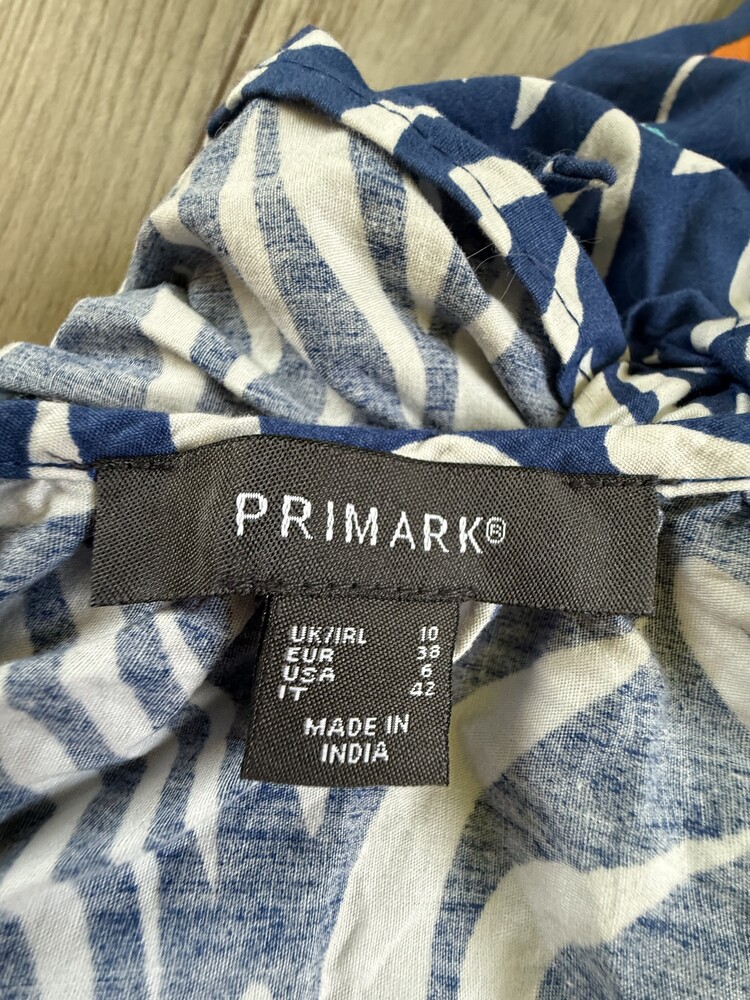 PRIMARK®
UK/IRL 10
EUR 38
USA 6
IT 42
MADE IN
INDIA